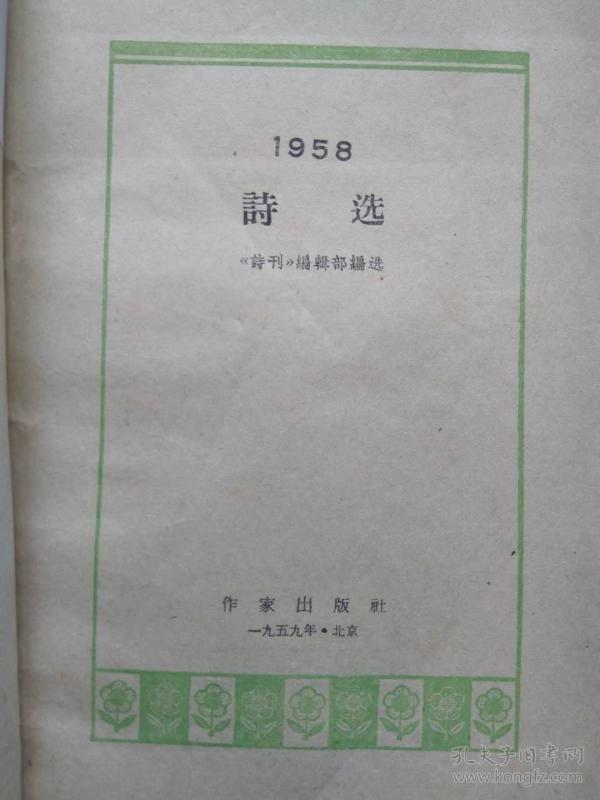 1958
詩 选
《詩刊》編輯部編选
作家出版社
一九五九年·北京
孔夫子旧书网
www.kongfz.com